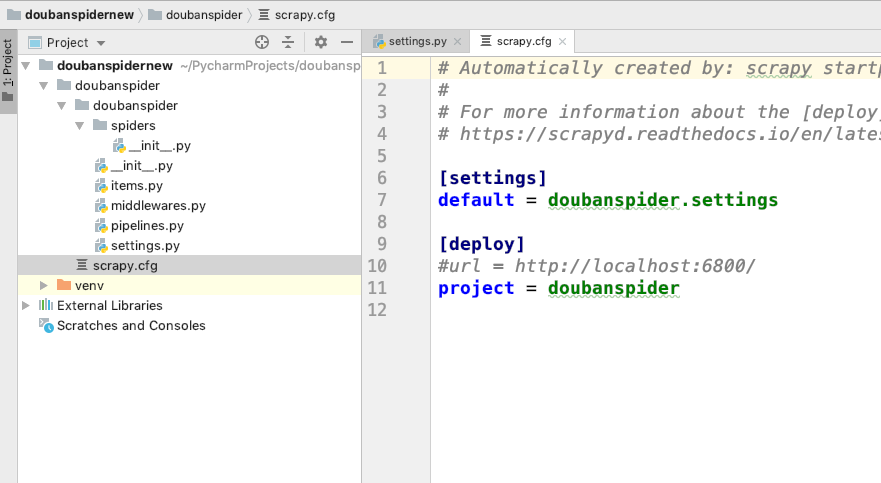 doubanspidernew doubanspider scrapy.cfg
1: Project
Project
settings.py scrapy.cfg
doubanspidernew ~/PycharmProjects/doubansp
doubanspider
doubanspider
spiders
__init__.py
__init__.py
items.py
middlewares.py
pipelines.py
settings.py
scrapy.cfg
venv
External Libraries
Scratches and Consoles
1 # Automatically created by: scrapy startp
2 #
3 # For more information about the [deploy]
4 # https://scrapyd.readthedocs.io/en/lates
5
6 [settings]
7 default = doubanspider.settings
8
9 [deploy]
10 #url = http://localhost:6800/
11 project = doubanspider
12